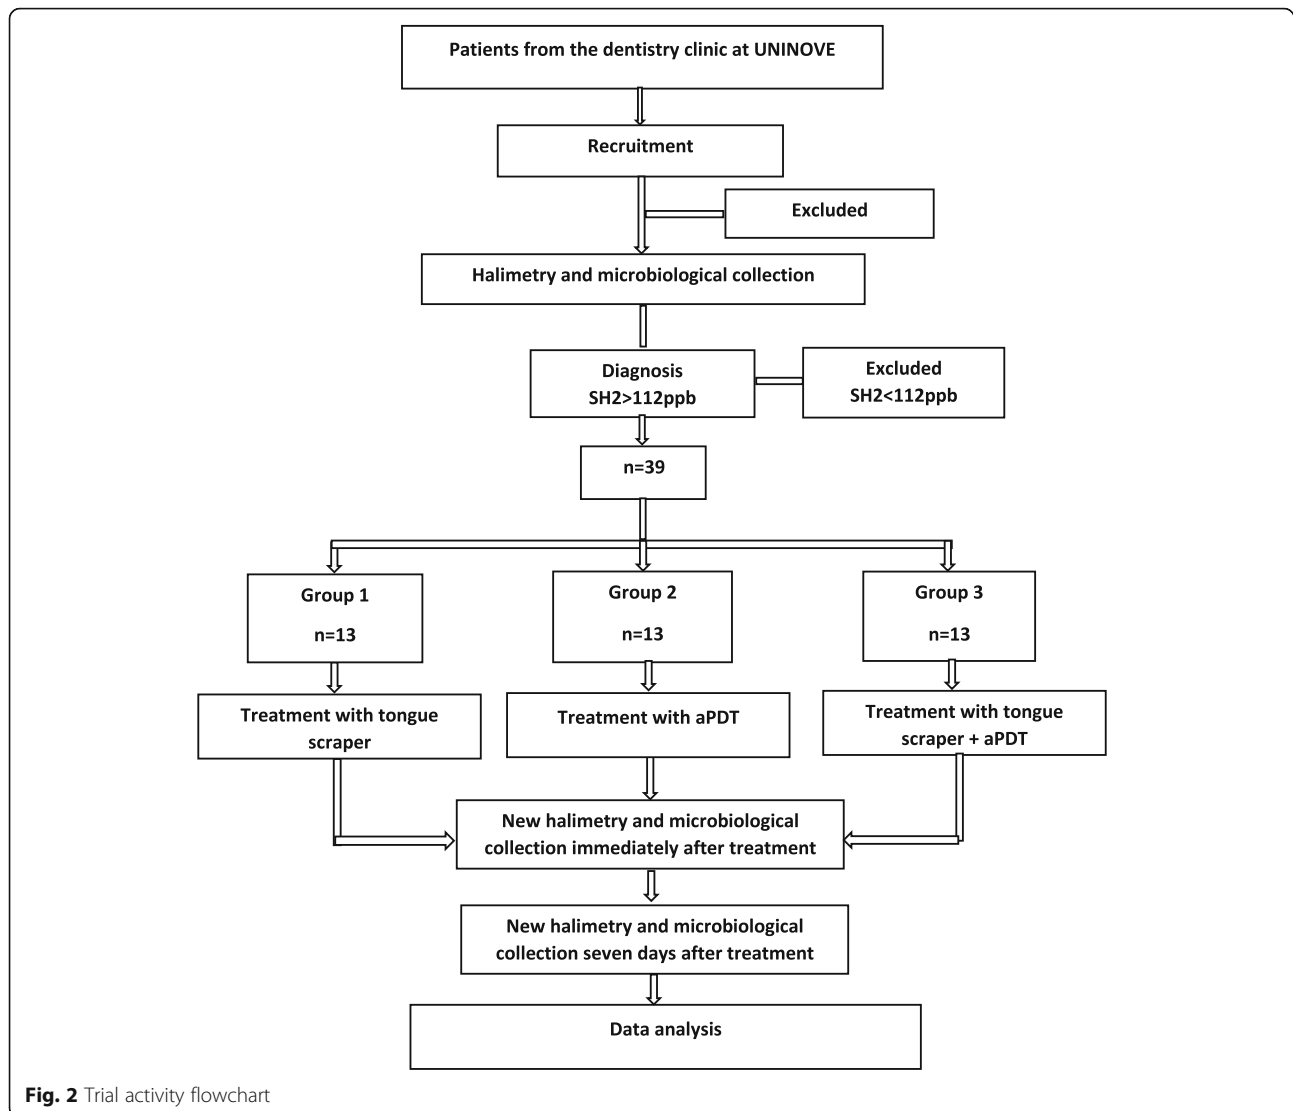 Patients from the dentistry clinic at UNINOVE
Recruitment
Excluded
Halimetry and microbiological collection
Diagnosis
SH2>112ppb
Excluded
SH2<112ppb
n=39
Group 1
n=13
Group 2
n=13
Group 3
n=13
Treatment with tongue
scraper
Treatment with aPDT
Treatment with tongue
scraper + aPDT
New halimetry and microbiological
collection immediately after treatment
New halimetry and microbiological
collection seven days after treatment
Data analysis
Fig. 2 Trial activity flowchart